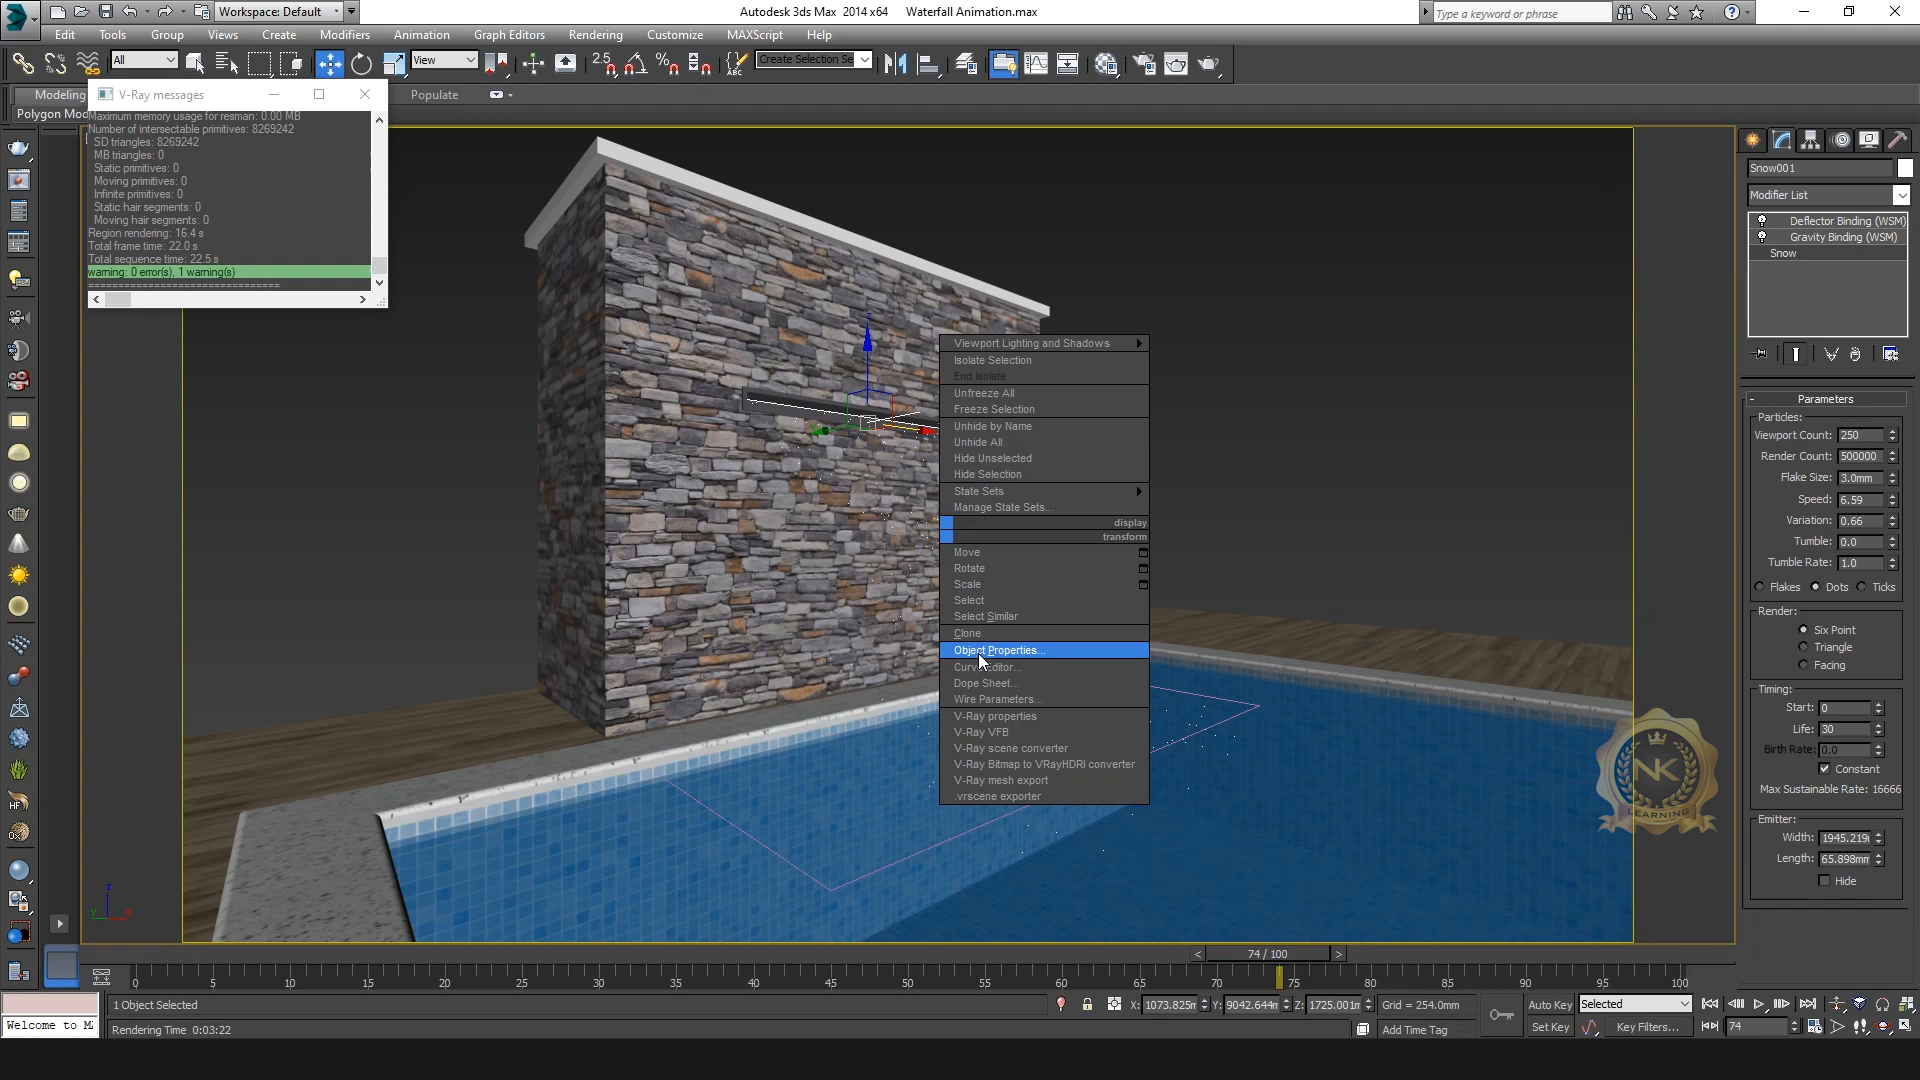 Workspace: Default
Autodesk 3ds Max 2014 x64 Waterfall Animation.max
Type a keyword or phrase
Edit Tools Group Views Create Modifiers Animation Graph Editors Rendering Customize MAXScript Help
All
View
2.5
Create Selection Se
Modeling
Populate
Polygon Mod
V-Ray messages
Maximum memory usage for resman: 0.00 MB
Number of intersectable primitives: 8269242
SD triangles: 8269242
MB triangles: 0
Static primitives: 0
Moving primitives: 0
Infinite primitives: 0
Static hair segments: 0
Moving hair segments: 0
Region rendering: 16.4 s
Total frame time: 22.0 s
Total sequence time: 22.5 s
warning: 0 error(s), 1 warning(s)
==============================
Viewport Lighting and Shadows
Isolate Selection
End Isolate
Unfreeze All
Freeze Selection
Unhide by Name
Unhide All
Hide Unselected
Hide Selection
State Sets
Manage State Sets...
display
transform
Move
Rotate
Scale
Select
Select Similar
Clone
Object Properties...
Curve Editor...
Dope Sheet...
Wire Parameters...
V-Ray properties
V-Ray VFB
V-Ray scene converter
V-Ray Bitmap to VRayHDRI converter
V-Ray mesh export
.vrscene exporter
Snow001
Modifier List
Deflector Binding (WSM)
Gravity Binding (WSM)
Snow
- Parameters
Particles:
Viewport Count: 250
Render Count: 500000
Flake Size: 3.0mm
Speed: 6.59
Variation: 0.66
Tumble: 0.0
Tumble Rate: 1.0
Flakes Dots Ticks
Render:
Six Point
Triangle
Facing
Timing:
Start: 0
Life: 30
Birth Rate: 0.0
Constant
Max Sustainable Rate: 16666
Emitter:
Width: 1945.219
Length: 65.898mm
Hide
NK
LEARNING
z
z
Y
X
HF
< 74 / 100 >
0 5 10 15 20 25 30 35 40 45 50 55 60 65 70 75 80 85 90 95 100
1 Object Selected
X: 1073.825m Y: 9042.644m Z: 1725.001m Grid = 254.0mm
Auto Key Selected
Welcome to M
Rendering Time 0:03:22
Add Time Tag
Set Key Key Filters... 74